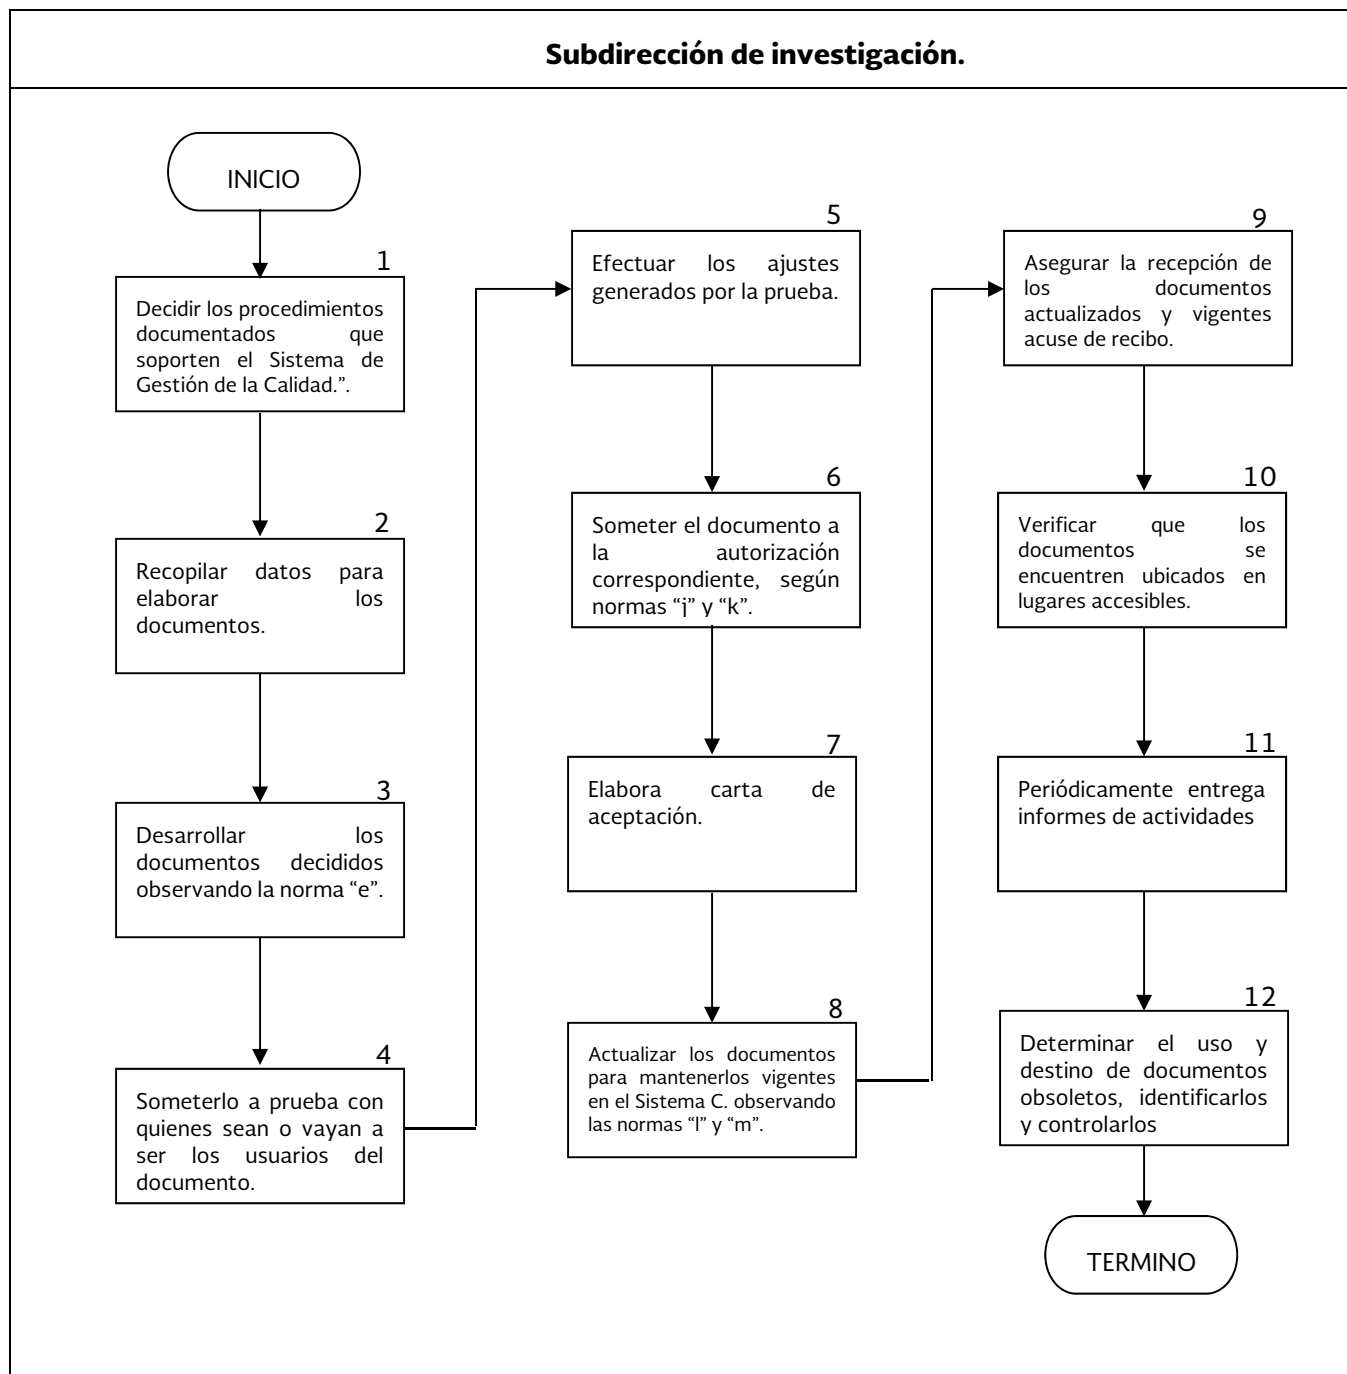 Subdirección de investigación.
INICIO
1
Decidir los procedimientos
documentados que
soporten el Sistema de
Gestión de la Calidad.”.
2
Recopilar datos para
elaborar los
documentos.
3
Desarrollar los
documentos decididos
observando la norma “e”.
4
Someterlo a prueba con
quienes sean o vayan a
ser los usuarios del
documento.
5
Efectuar los ajustes
generados por la prueba.
6
Someter el documento a
la autorización
correspondiente, según
normas “j” y “k”.
7
Elabora carta de
aceptación.
8
Actualizar los documentos
para mantenerlos vigentes
en el Sistema C. observando
las normas “l” y “m”.
9
Asegurar la recepción de
los documentos
actualizados y vigentes
acuse de recibo.
10
Verificar que los
documentos se
encuentren ubicados en
lugares accesibles.
11
Periódicamente entrega
informes de actividades
12
Determinar el uso y
destino de documentos
obsoletos, identificarlos
y controlarlos
TERMINO